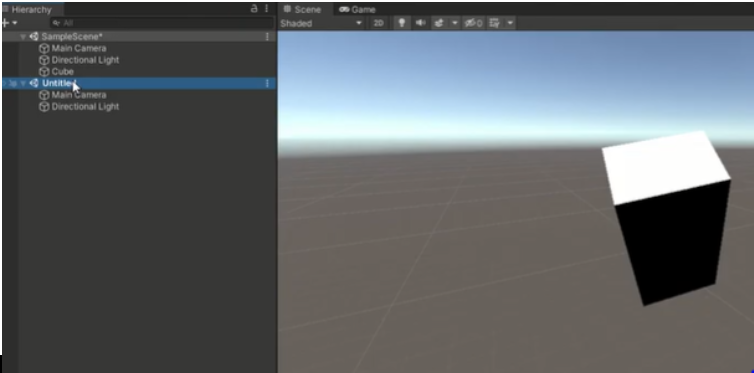 Hierarchy
All
SampleScene*
Main Camera
Directional Light
Cube
Untitled
Main Camera
Directional Light
Scene Game
Shaded 2D 0